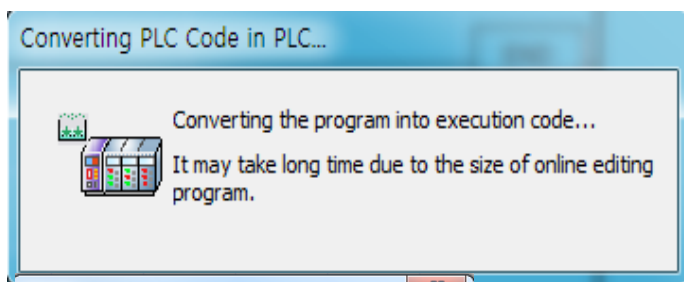 Converting PLC Code in PLC...
Converting the program into execution code...
It may take long time due to the size of online editing
program.